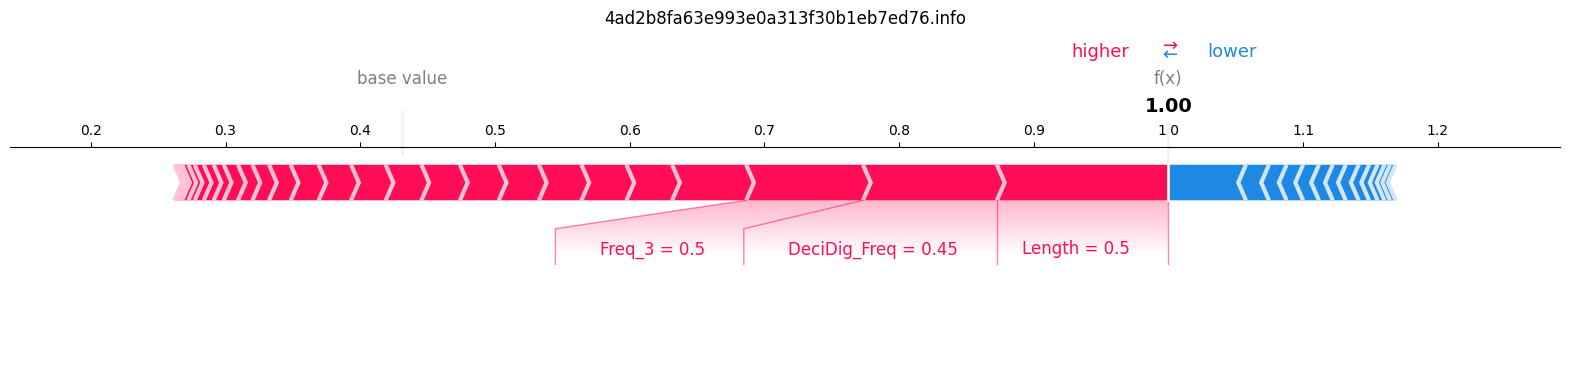 4ad2b8fa63e993e0a313f30b1eb7ed76.info
higher ⇄ lower
base value f(x)
1.00
0.2 0.3 0.4 0.5 0.6 0.7 0.8 0.9 1.0 1.1 1.2
Freq_3 = 0.5 DeciDig_Freq = 0.45 Length = 0.5